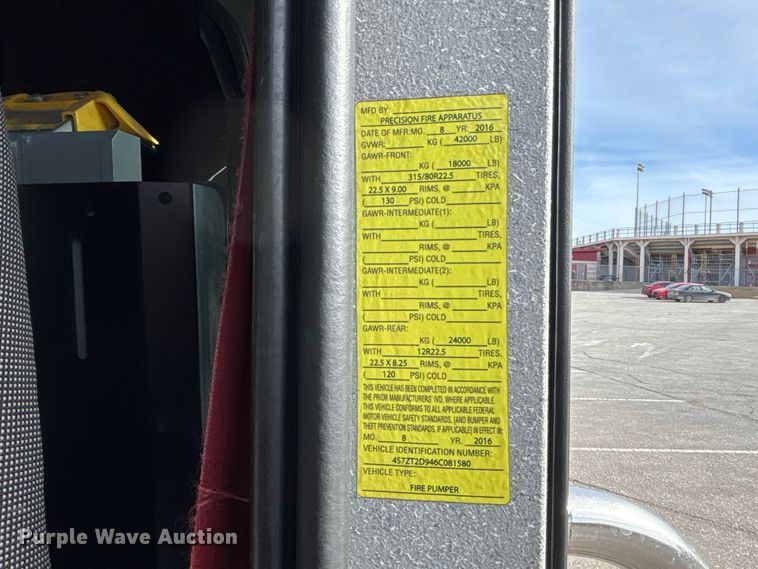 MFD BY:
PRECISION FIRE APPARATUS
DATE OF MFR: MO. 8 YR. 2016
GVWR: KG ( 42000 LB)
GAWR-FRONT:
KG ( 18000 LB)
WITH 315/80R22.5 TIRES,
22.5 X 9.00 RIMS, @ KPA
( 130 PSI) COLD
GAWR-INTERMEDIATE(1):
KG ( LB)
WITH TIRES,
RIMS, @ KPA
( PSI) COLD
GAWR-INTERMEDIATE(2):
KG ( LB)
WITH TIRES,
RIMS, @ KPA
( PSI) COLD
GAWR-REAR:
KG ( 24000 LB)
WITH 12R22.5 TIRES,
22.5 X 8.25 RIMS, @ KPA
( 120 PSI) COLD
THIS VEHICLE HAS BEEN COMPLETED IN ACCORDANCE WITH
THE PRIOR MANUFACTURERS' IVD, WHERE APPLICABLE.
THIS VEHICLE CONFORMS TO ALL APPLICABLE FEDERAL
MOTOR VEHICLE SAFETY STANDARDS, [AND BUMPER AND
THEFT PREVENTION STANDARDS, IF APPLICABLE] IN EFFECT IN:
MO. 8 YR. 2016
VEHICLE IDENTIFICATION NUMBER:
4S7ZT2D946C081580
VEHICLE TYPE:
FIRE PUMPER
Purple Wave Auction